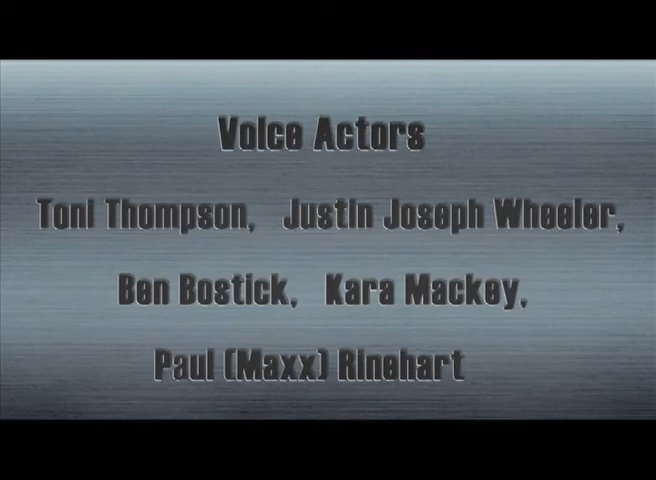 Voice Actors
Toni Thompson, Justin Joseph Wheeler,
Ben Bostick, Kara Mackey,
Paul (Maxx) Rinehart